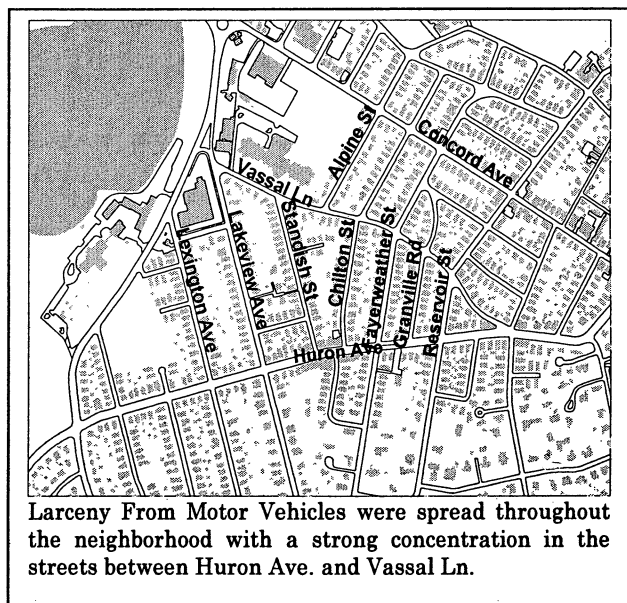 Alpine St
Concord Ave
Vassal Ln
Lexington Ave
Lakeview Ave
Standish St
Chilton St
Fayerweather St.
Granville Rd
Reservoir St
Huron Ave
Larceny From Motor Vehicles were spread throughout
the neighborhood with a strong concentration in the
streets between Huron Ave. and Vassal Ln.